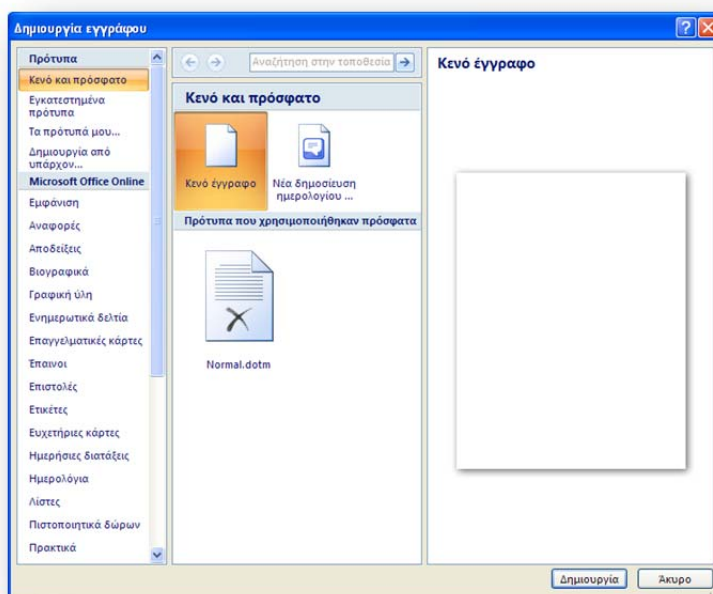 Δημιουργία εγγράφου
Πρότυπα
Κενό και πρόσφατο
Εγκατεστημένα
πρότυπα
Τα πρότυπά μου...
Δημιουργία από
υπάρχον...
Microsoft Office Online
Εμφάνιση
Αναφορές
Αποδείξεις
Βιογραφικά
Γραφική ύλη
Ενημερωτικά δελτία
Επαγγελματικές κάρτες
Έπαινοι
Επιστολές
Ετικέτες
Ευχετήριες κάρτες
Ημερήσιες διατάξεις
Ημερολόγια
Λίστες
Πιστοποιητικά δώρων
Πρακτικά
Αναζήτηση στην τοποθεσία
Κενό και πρόσφατο
Κενό έγγραφο
Νέα δημοσίευση
ημερολογίου ...
Πρότυπα που χρησιμοποιήθηκαν πρόσφατα
Normal.dotm
Κενό έγγραφο
Δημιουργία
Άκυρο